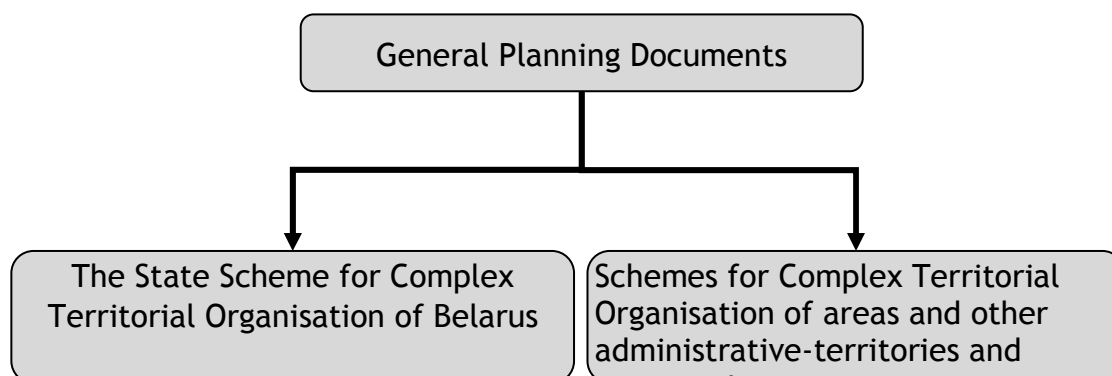 General Planning Documents
The State Scheme for Complex
Territorial Organisation of Belarus
Schemes for Complex Territorial
Organisation of areas and other
administrative-territories and